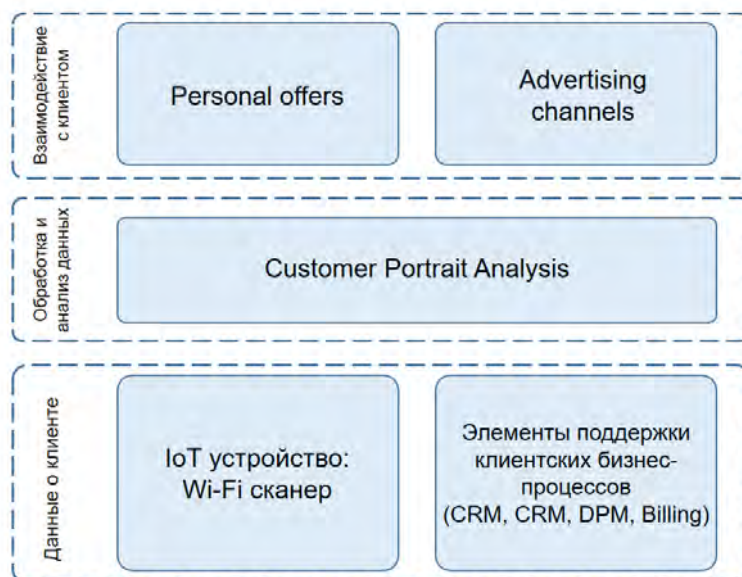 Взаимодействие
с клиентом
Personal offers
Advertising
channels
Обработка и
анализ данных
Customer Portrait Analysis
Данные о клиенте
IoT устройство:
Wi-Fi сканер
Элементы поддержки
клиентских бизнес-
процессов
(CRM, CRM, DPM, Billing)